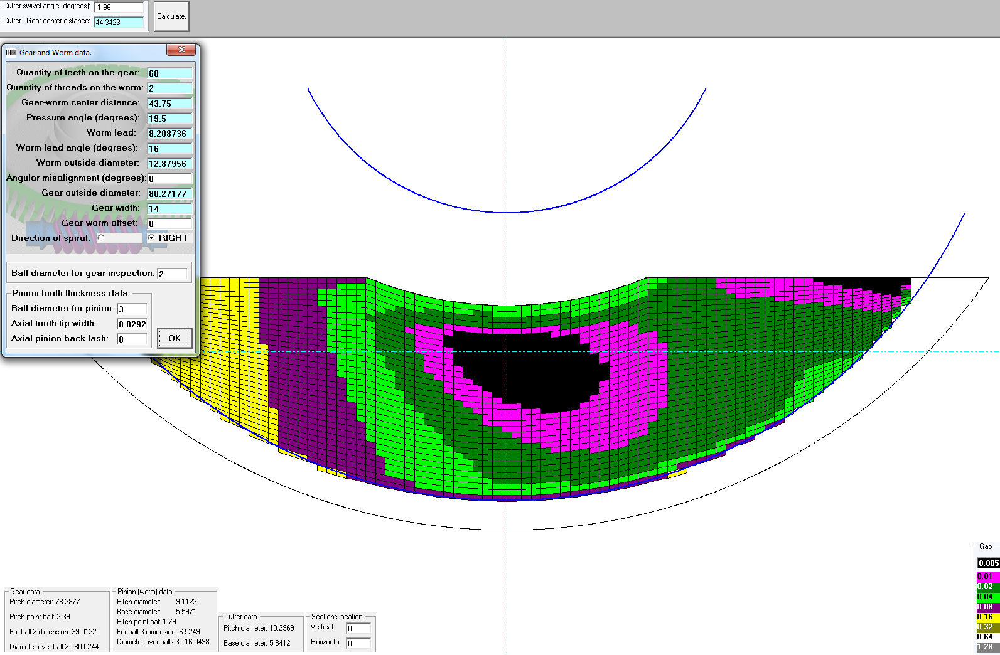 Cutter swivel angle (degrees): -1.96
Cutter - Gear center distance: 44.3423
Calculate.
DELPHI Gear and Worm data.
Quantity of teeth on the gear: 60
Quantity of threads on the worm: 2
Gear-worm center distance: 43.75
Pressure angle (degrees): 19.5
Worm lead: 8.208736
Worm lead angle (degrees): 16
Worm outside diameter: 12.87956
Angular misalignment (degrees): 0
Gear outside diameter: 80.27177
Gear width: 14
Gear-worm offset: 0
Direction of spiral: RIGHT
Ball diameter for gear inspection: 2
Pinion tooth thickness data.
Ball diameter for pinion: 3
Axial tooth tip width: 0.8292
Axial pinion back lash: 0
OK
Gear data.
Pitch diameter: 78.3877
Pitch point ball: 2.39
For ball 2 dimension: 39.0122
Diameter over ball 2 : 80.0244
Pinion (worm) data.
Pitch diameter: 9.1123
Base diameter: 5.5971
Pitch point bal: 1.79
For ball 3 dimension: 6.5249
Diameter over balls 3 : 16.0498
Cutter data.
Pitch diameter: 10.2969
Base diameter: 5.8412
Sections location.
Vertical: 0
Horizontal: 0
Gap
0.005
0.01
0.02
0.04
0.08
0.16
0.32
0.64
1.28